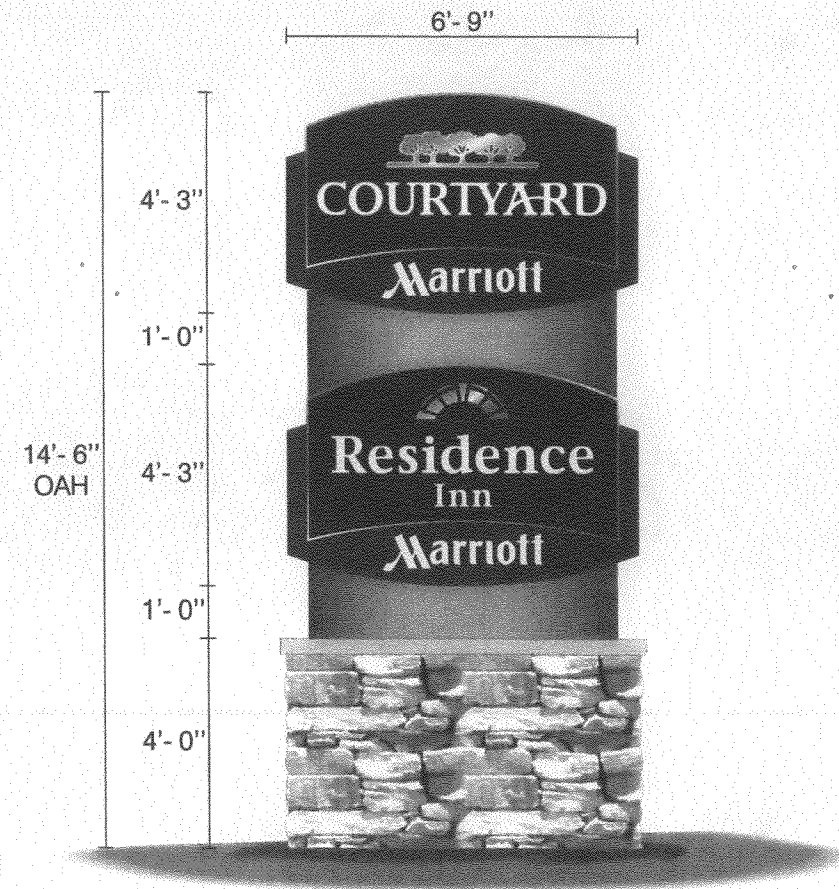 6'- 9"
4'- 3"
COURTYARD
Marriott
1'- 0"
14'- 6"
OAH
4'- 3"
Residence
Inn
Marriott
1'- 0"
4'- 0"